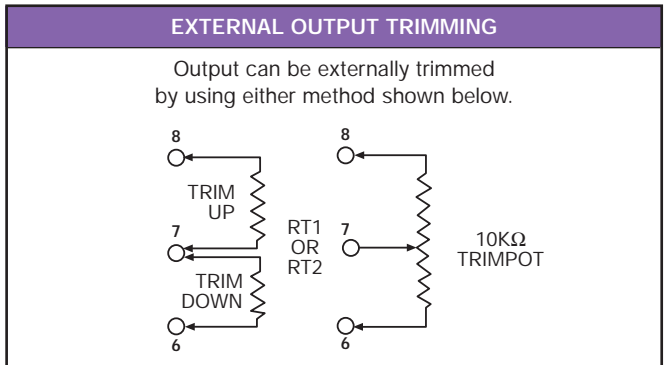 EXTERNAL OUTPUT TRIMMING
Output can be externally trimmed
by using either method shown below.
8
TRIM
UP
7
TRIM
DOWN
6
RT1
OR
RT2
8
7
6
10KΩ
TRIMPOT